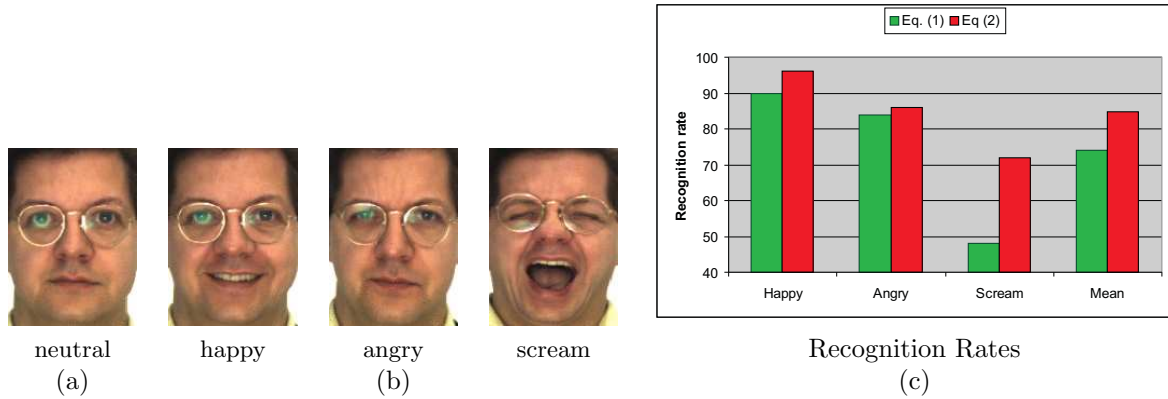 Eq. (1) Eq (2)
100
90
80
70
60
50
40
Recognition rate
Happy Angry Scream Mean
neutral happy angry scream
Recognition Rates
(a) (b) (c)